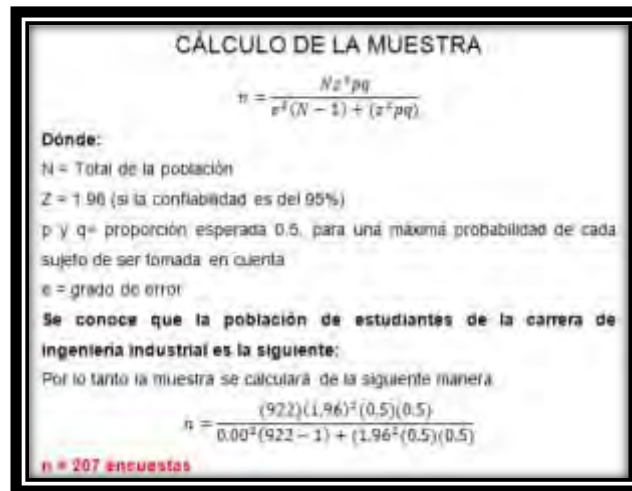 CÁLCULO DE LA MUESTRA
n = Nz²pq / e²(N − 1) + (z²pq)
Dónde:
N = Total de la población
Z = 1.96 (si la confiabilidad es del 95%)
p y q= proporción esperada 0.5, para una máxima probabilidad de cada
sujeto de ser tomada en cuenta
e = grado de error
Se conoce que la población de estudiantes de la carrera de
ingeniería industrial es la siguiente:
Por lo tanto la muestra se calculará de la siguiente manera
n = (922)(1.96)²(0.5)(0.5) / 0.00²(922 − 1) + (1.96²(0.5)(0.5)
n = 207 encuestas